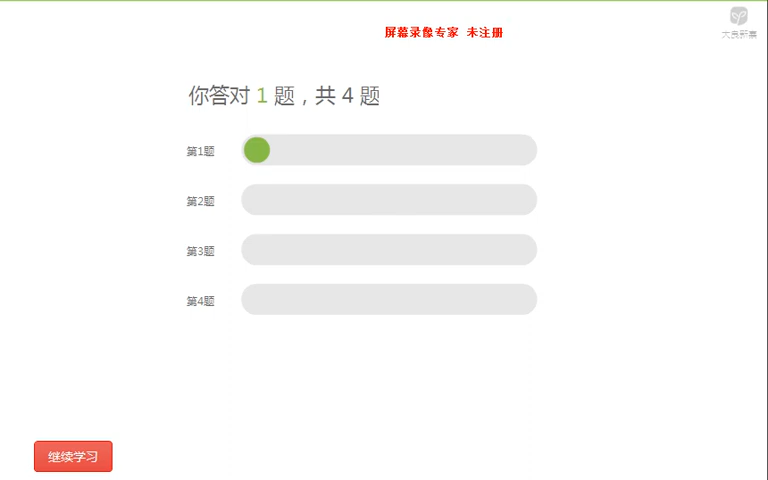 屏幕录像专家 未注册
你答对 1 题，共 4 题
第1题
第2题
第3题
第4题
继续学习